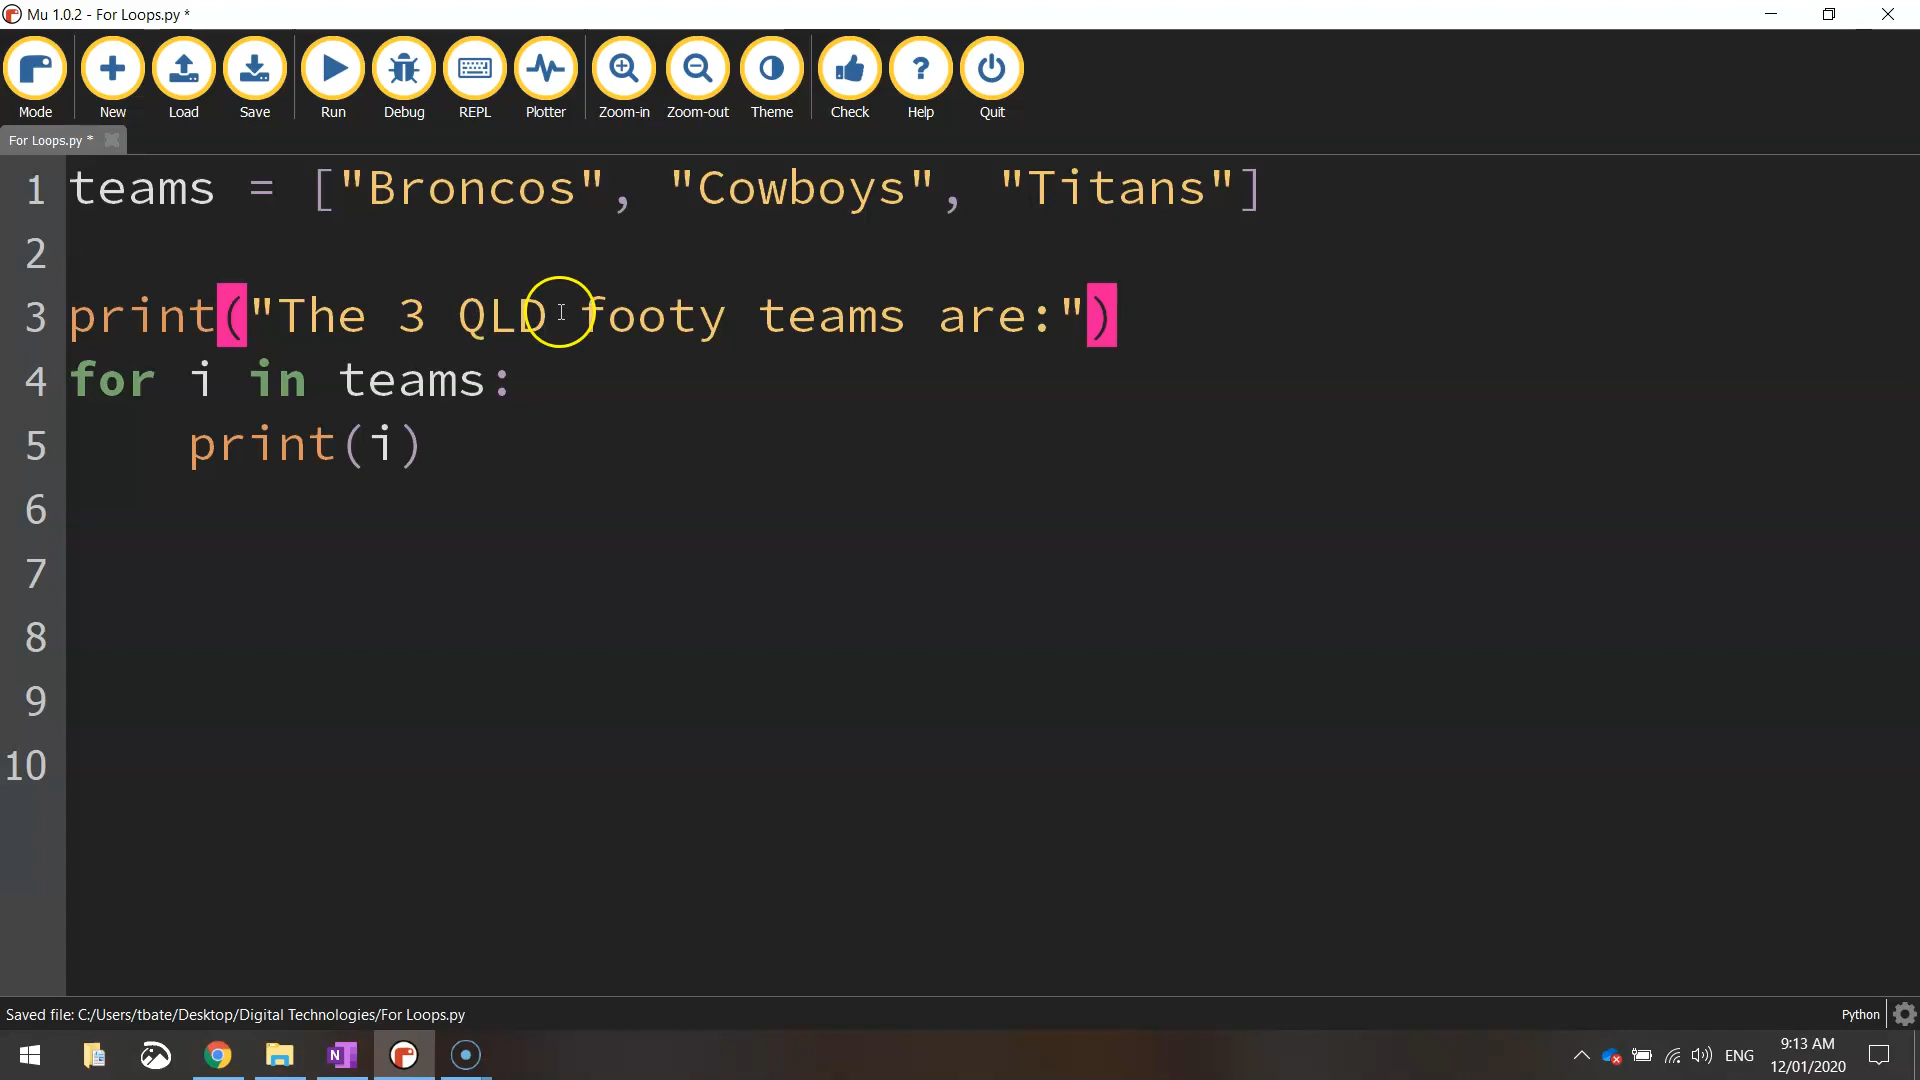 Mu 1.0.2 - For Loops.py *
Mode New Load Save Run Debug REPL Plotter Zoom-in Zoom-out Theme Check Help Quit
For Loops.py *
1 teams = ["Broncos", "Cowboys", "Titans"]
2
3 print("The 3 QLD footy teams are:")
4 for i in teams:
5     print(i)
6
7
8
9
10
Saved file: C:/Users/tbate/Desktop/Digital Technologies/For Loops.py
Python
ENG
9:13 AM
12/01/2020